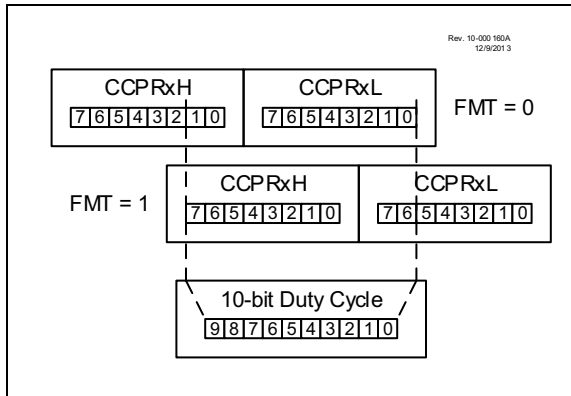 Rev. 10-000 160A
12/9/201 3
CCPRxH CCPRxL
7 6 5 4 3 2 1 0 7 6 5 4 3 2 1 0 FMT = 0
CCPRxH CCPRxL
FMT = 1 7 6 5 4 3 2 1 0 7 6 5 4 3 2 1 0
10-bit Duty Cycle
9 8 7 6 5 4 3 2 1 0